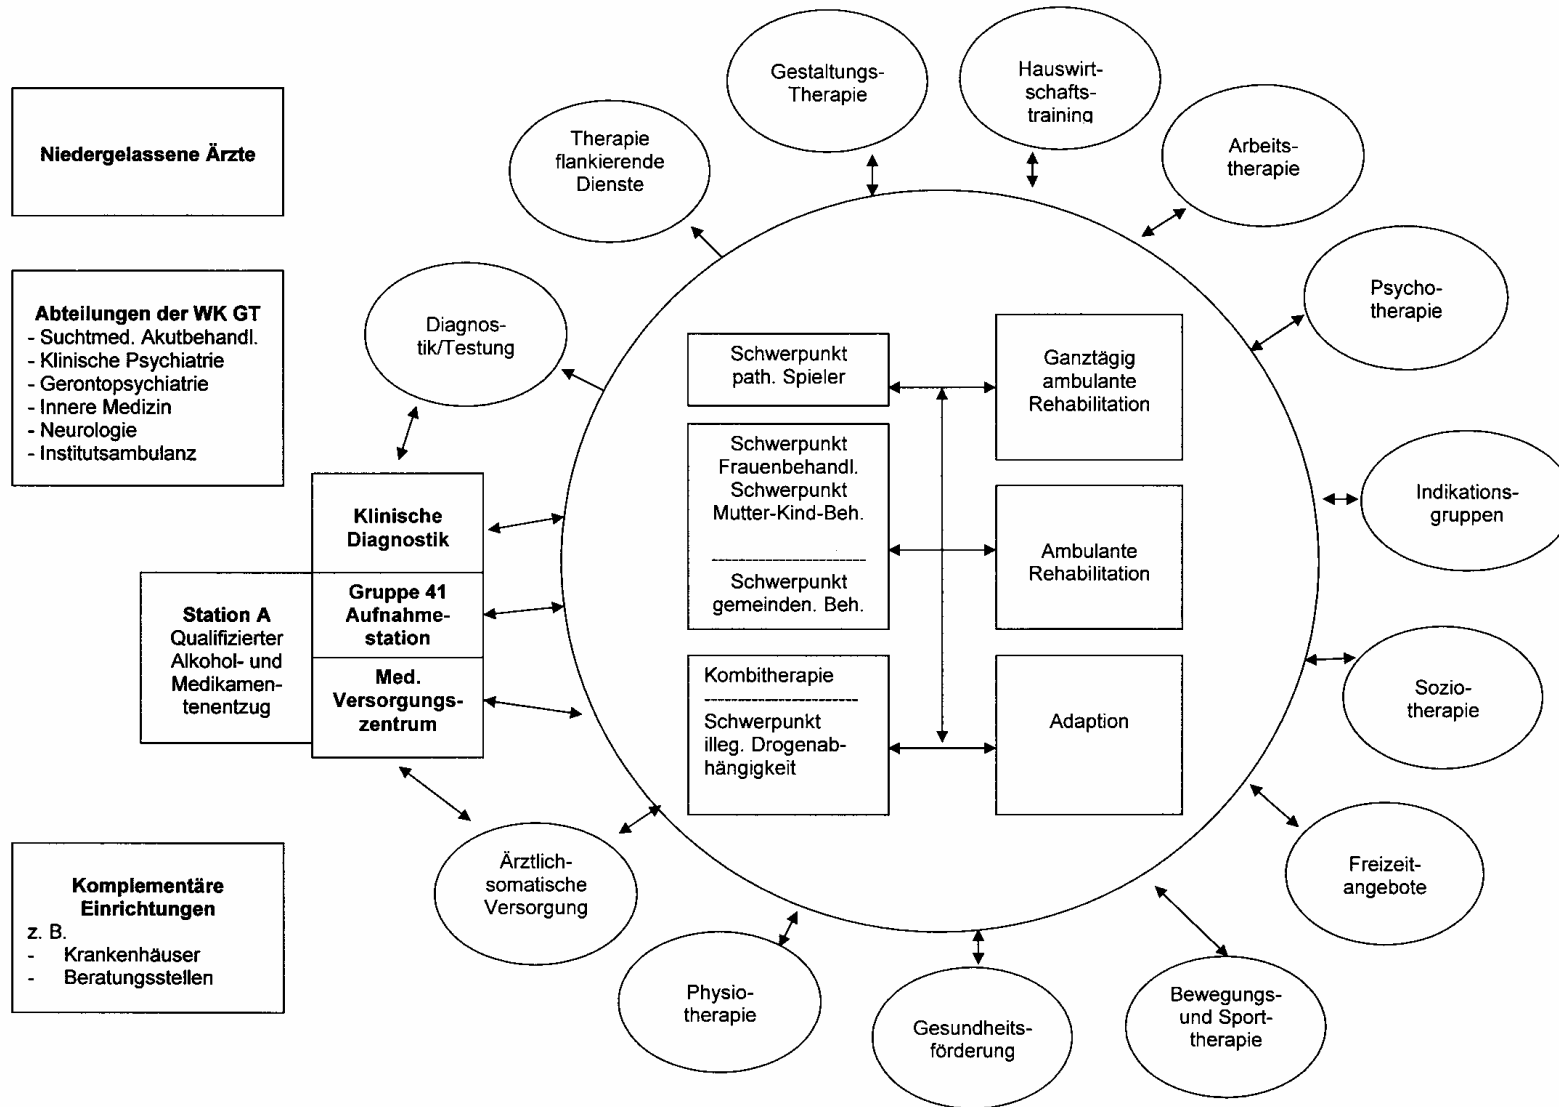 Gestaltungs-
Therapie
Hauswirt-
schafts-
training
Therapie
flankierende
Dienste
Arbeits-
therapie
Niedergelassene Ärzte
Abteilungen der WK GT
- Suchtmed. Akutbehandl.
- Klinische Psychiatrie
- Gerontopsychiatrie
- Innere Medizin
- Neurologie
- Institutsambulanz
Diagnos-
tik/Testung
Psycho-
therapie
Schwerpunkt
path. Spieler
Ganztägig
ambulante
Rehabilitation
Schwerpunkt
Frauenbehandl.
Schwerpunkt
Mutter-Kind-Beh.
----------------------
Schwerpunkt
gemeinden. Beh.
Ambulante
Rehabilitation
Indikations-
gruppen
Klinische
Diagnostik
Gruppe 41
Aufnahme-
station
Med.
Versorgungs-
zentrum
Station A
Qualifizierter
Alkohol- und
Medikamen-
tenentzug
Kombitherapie
----------------------
Schwerpunkt
illeg. Drogenab-
hängigkeit
Adaption
Sozio-
therapie
Freizeit-
angebote
Ärztlich-
somatische
Versorgung
Komplementäre
Einrichtungen
z. B.
- Krankenhäuser
- Beratungsstellen
Physio-
therapie
Gesundheits-
förderung
Bewegungs-
und Sport-
therapie